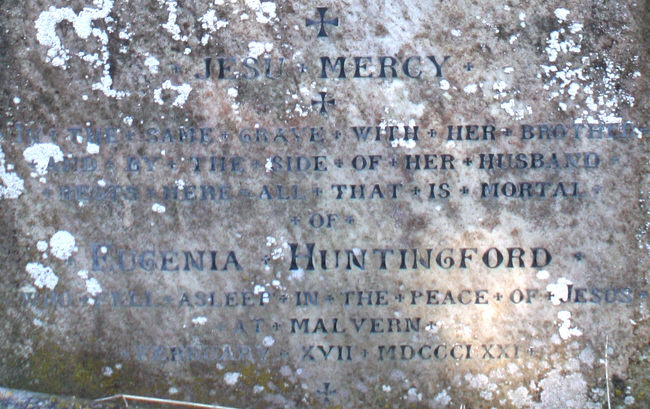 ✠
JESU + MERCY +
✠
IN + THE + SAME + GRAVE + WITH + HER + BROTHER
AND + BY + THE + SIDE + OF + HER + HUSBAND +
RESTS + HERE + ALL + THAT + IS + MORTAL +
+ OF +
EUGENIA + HUNTINGFORD +
WHO + FELL + ASLEEP + IN + THE + PEACE + OF + JESUS +
+ AT + MALVERN +
+ FEBRUARY + XVII + MDCCCLXXI +
✠